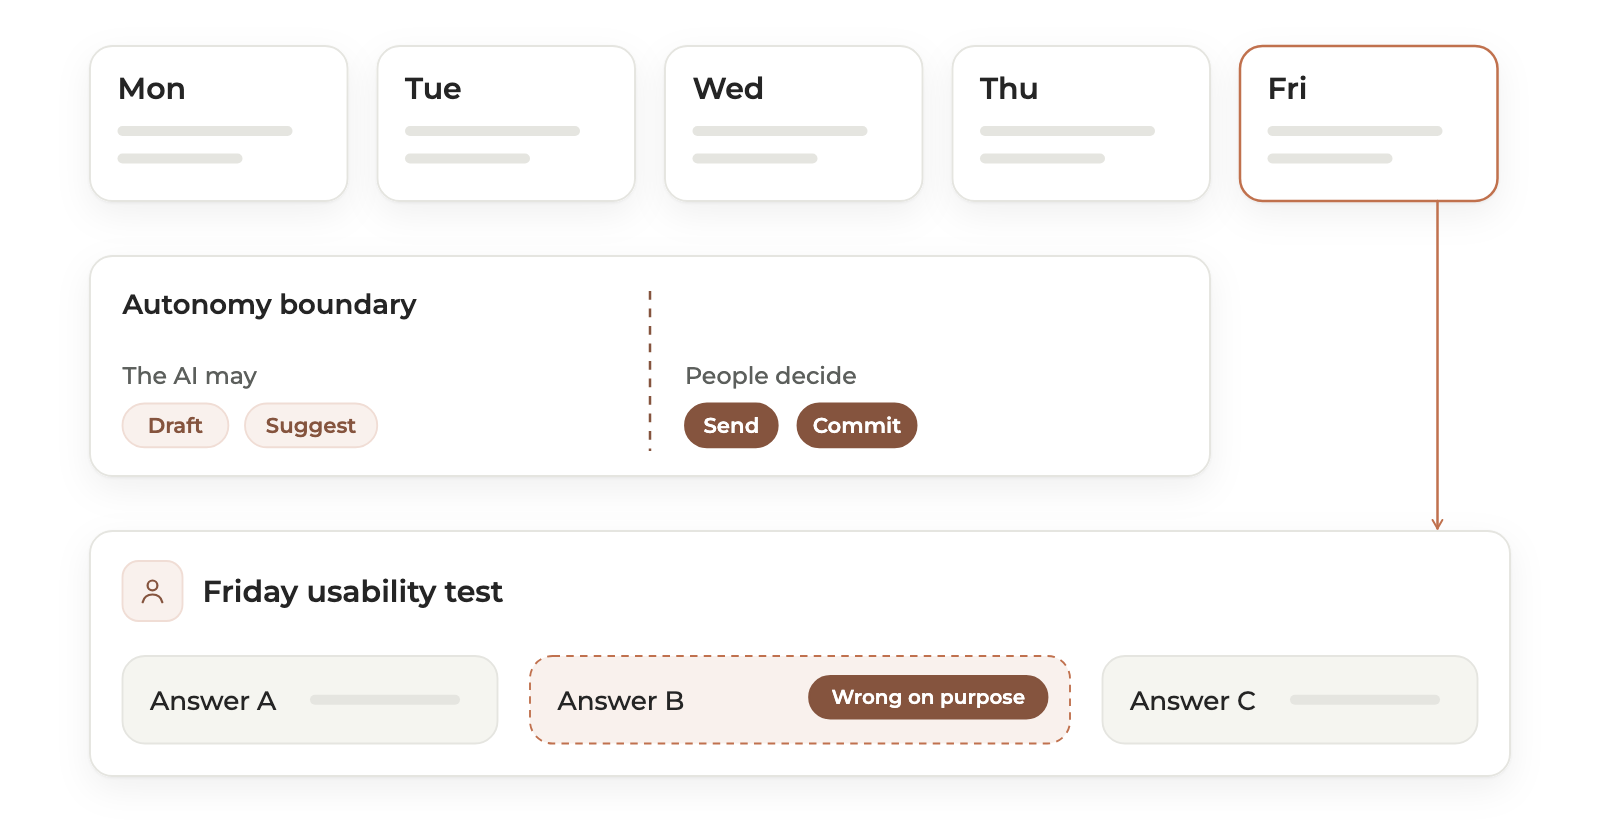 Mon
Tue
Wed
Thu
Fri
Autonomy boundary
The AI may
Draft
Suggest
People decide
Send
Commit
Friday usability test
Answer A
Answer B
Wrong on purpose
Answer C